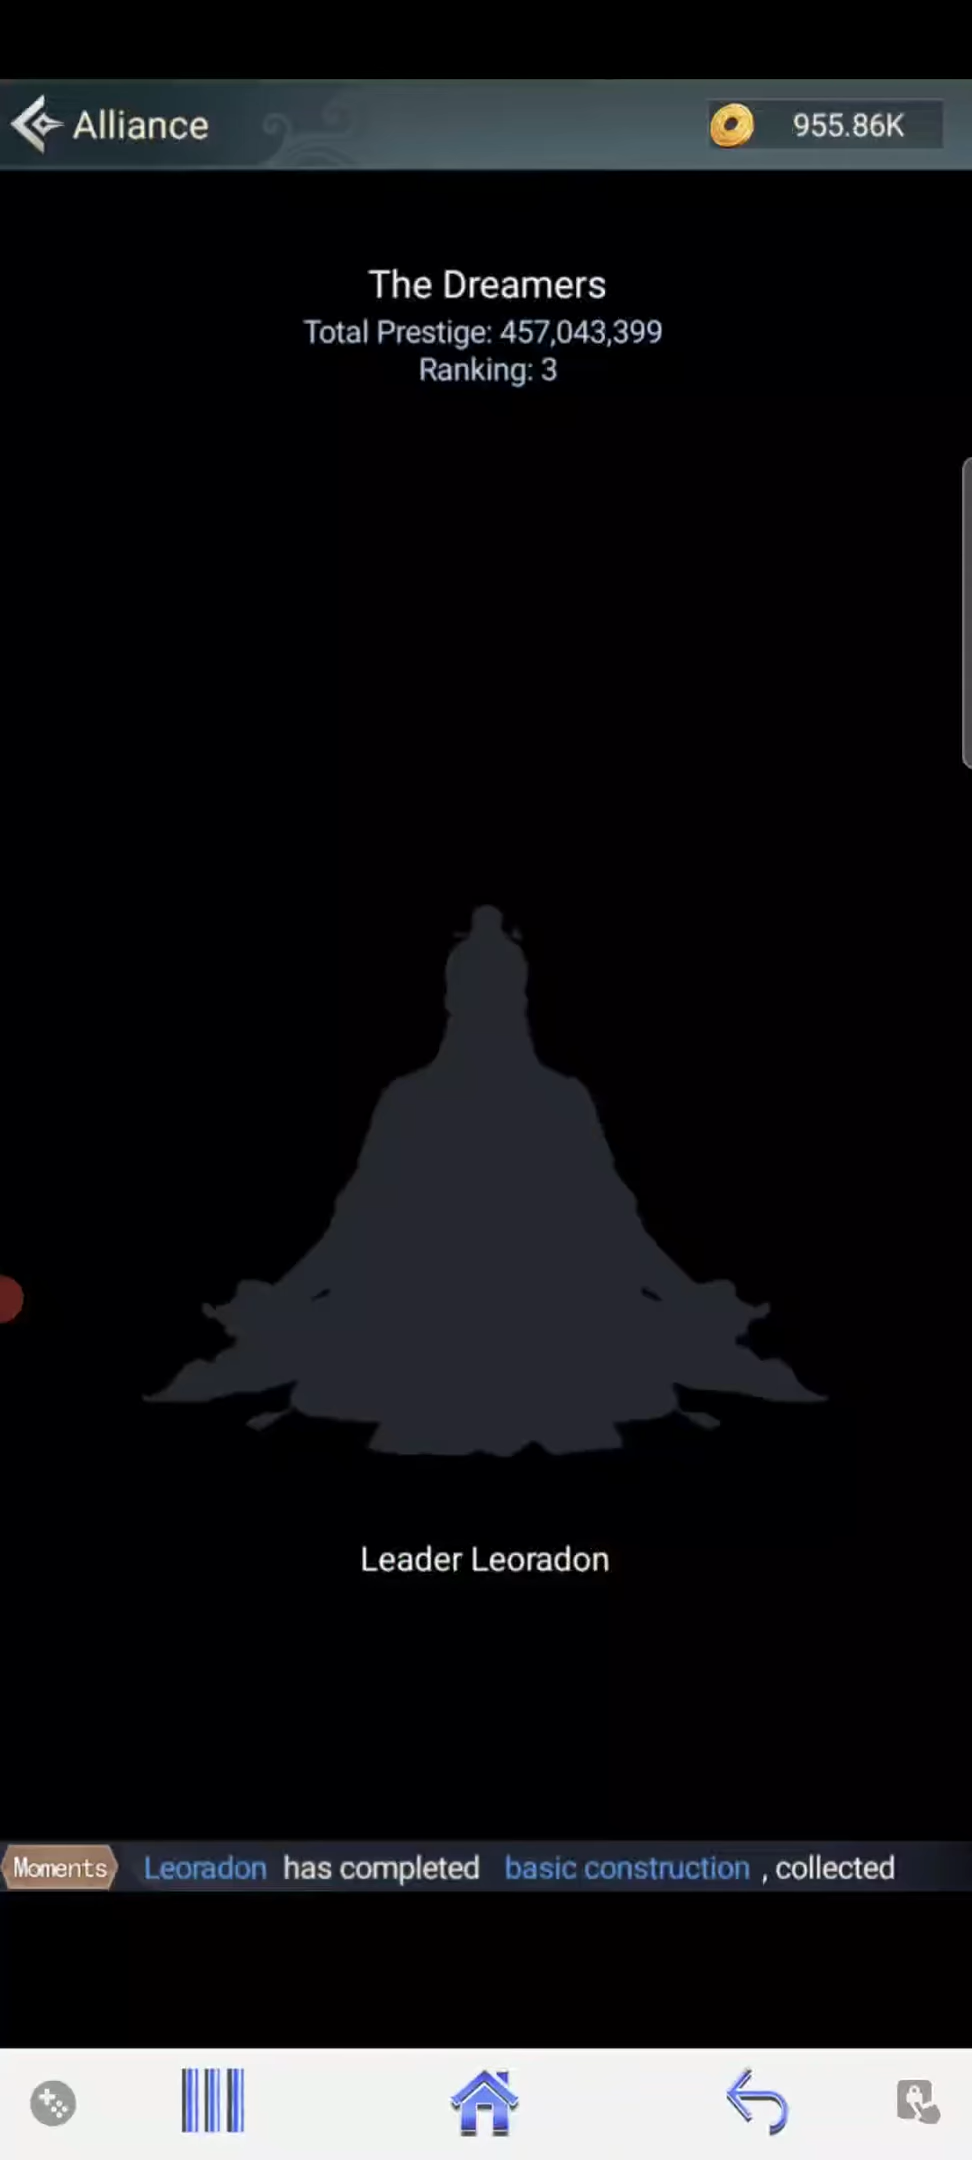 Alliance
955.86K
The Dreamers
Total Prestige: 457,043,399
Ranking: 3
Leader Leoradon
Moments Leoradon has completed basic construction , collected